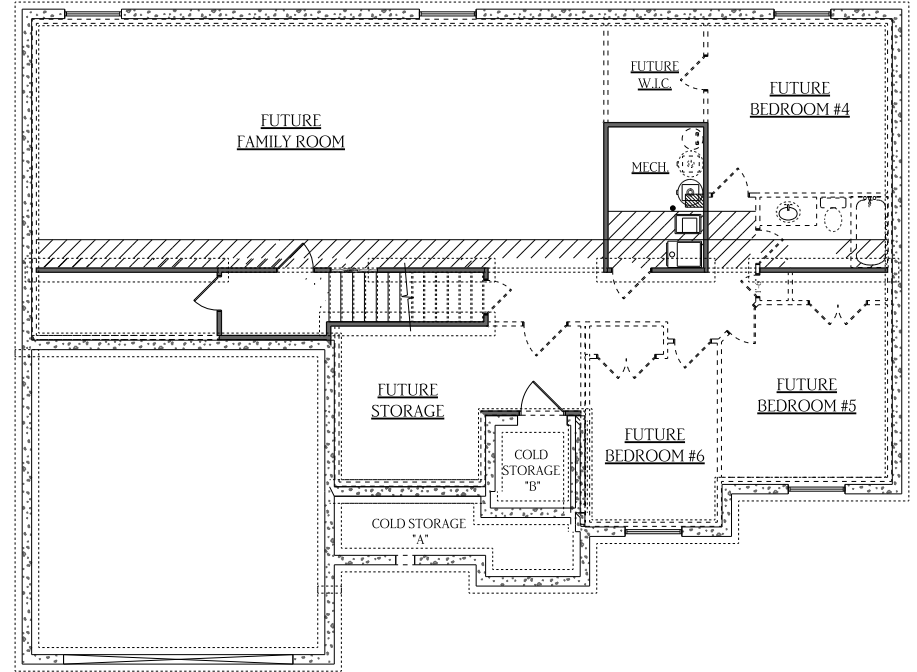 FUTURE
W.I.C.
FUTURE
BEDROOM #4
FUTURE
FAMILY ROOM
MECH.
FUTURE
STORAGE
FUTURE
BEDROOM #5
FUTURE
BEDROOM #6
COLD
STORAGE
"B"
COLD STORAGE
"A"